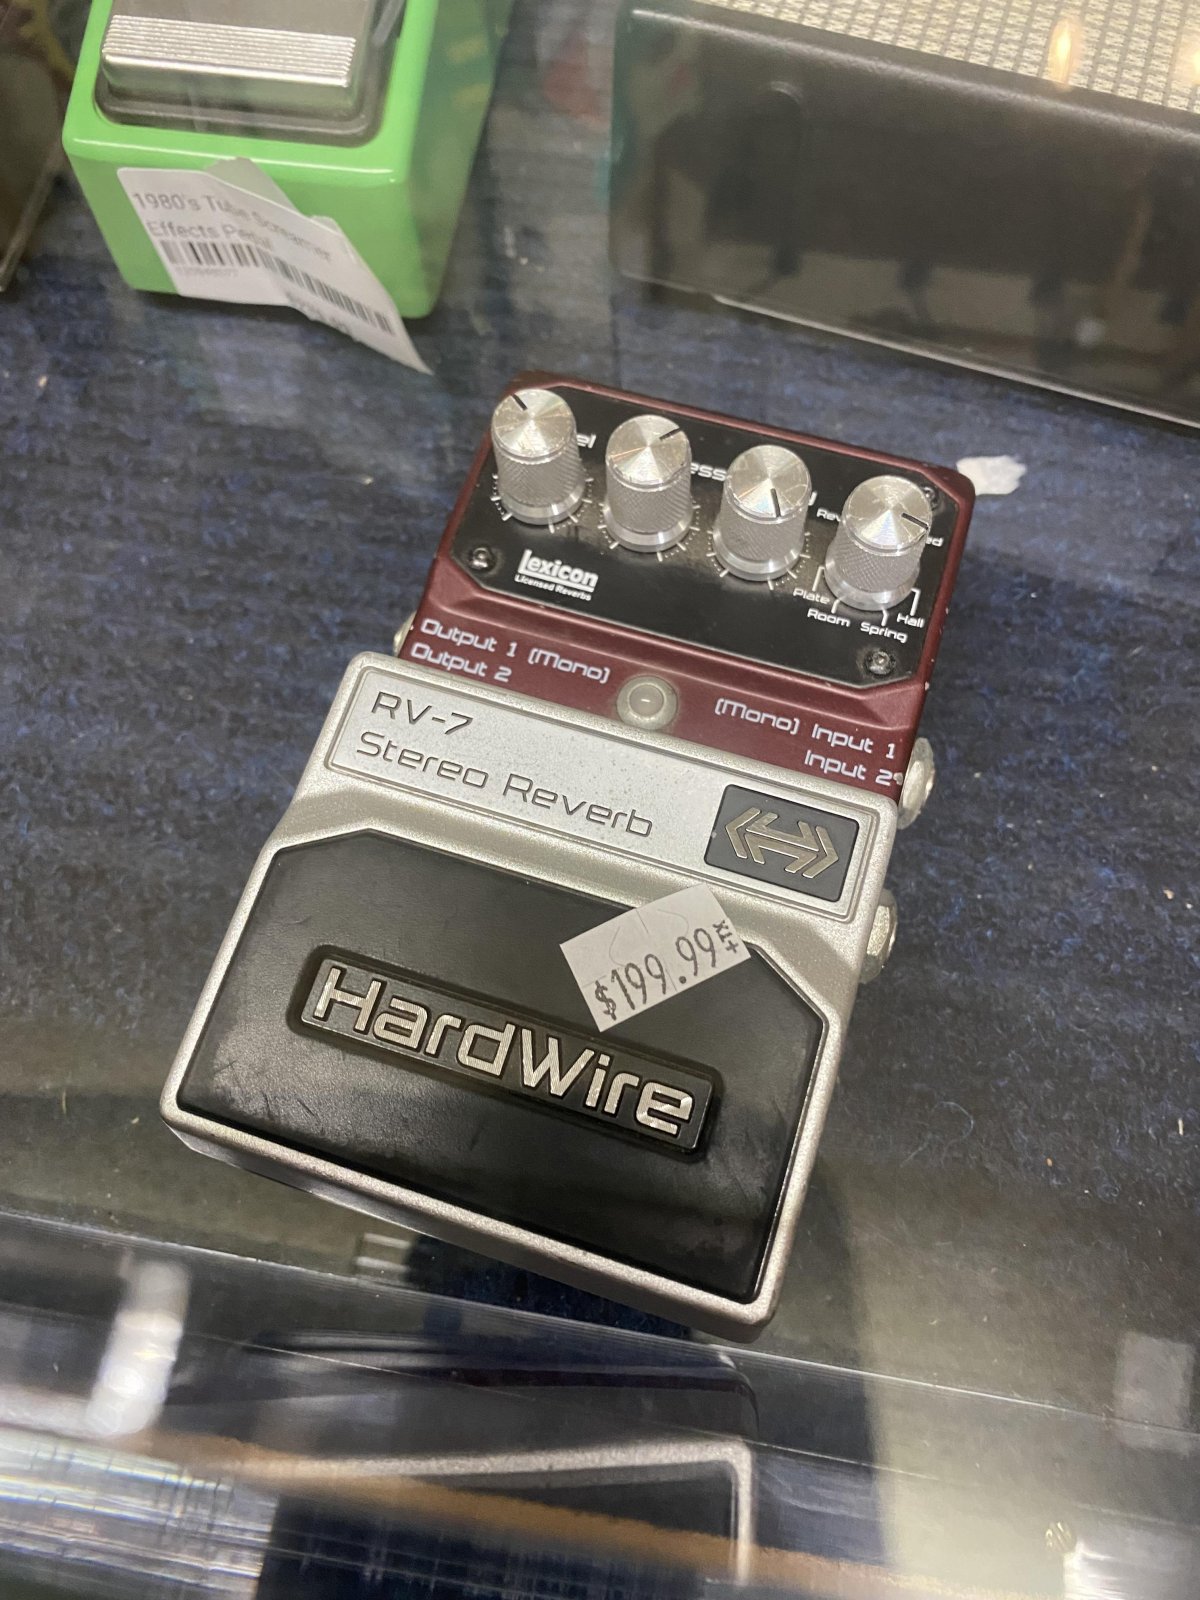 1980's Tube Screamer
Effects Pedal
Lexicon
Licensed Reverbs
Plate
Room
Spring
Hall
Output 1 (Mono)
Output 2
(Mono) Input 1
Input 2
RV-7
Stereo Reverb
$199.99
+TX
HardWire